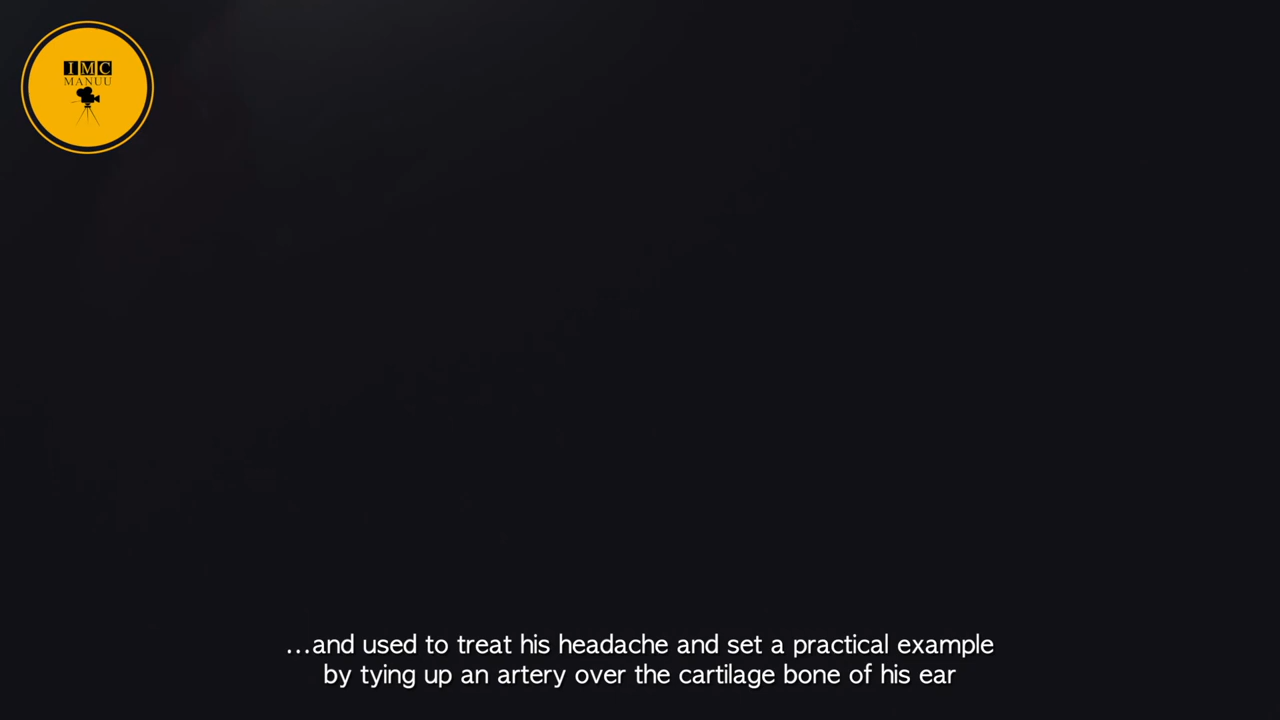 IMC
MANUU
…and used to treat his headache and set a practical example
by tying up an artery over the cartilage bone of his ear